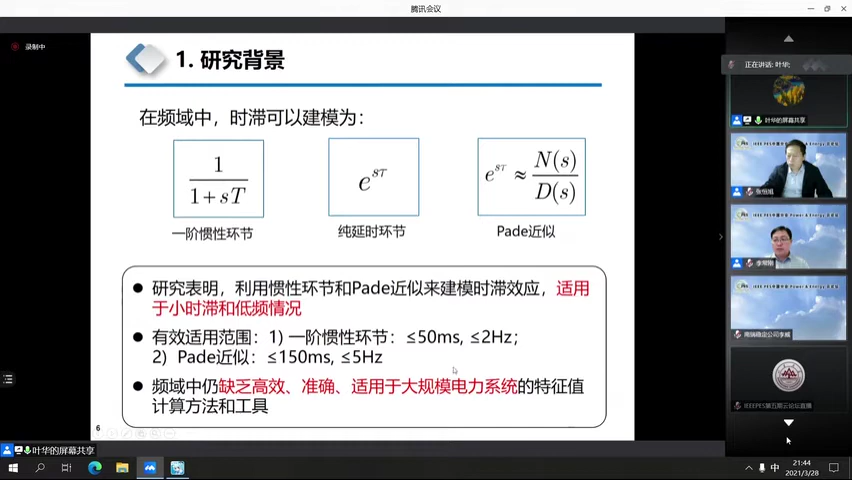 腾讯会议
录制中
1. 研究背景
在频域中，时滞可以建模为：
1/(1+sT)
e^{sτ}
e^{sτ} ≈ N(s)/D(s)
一阶惯性环节
纯延时环节
Pade近似
● 研究表明，利用惯性环节和Pade近似来建模时滞效应，适用
于小时滞和低频情况
● 有效适用范围：1) 一阶惯性环节：≤50ms, ≤2Hz；
2) Pade近似：≤150ms, ≤5Hz
● 频域中仍缺乏高效、准确、适用于大规模电力系统的特征值
计算方法和工具
6
正在讲话: 叶华;
叶华的屏幕共享
张恒旭
李常刚
南瑞稳定公司李威
IEEEPES第五期云论坛直播
叶华的屏幕共享
中
21:44
2021/3/28